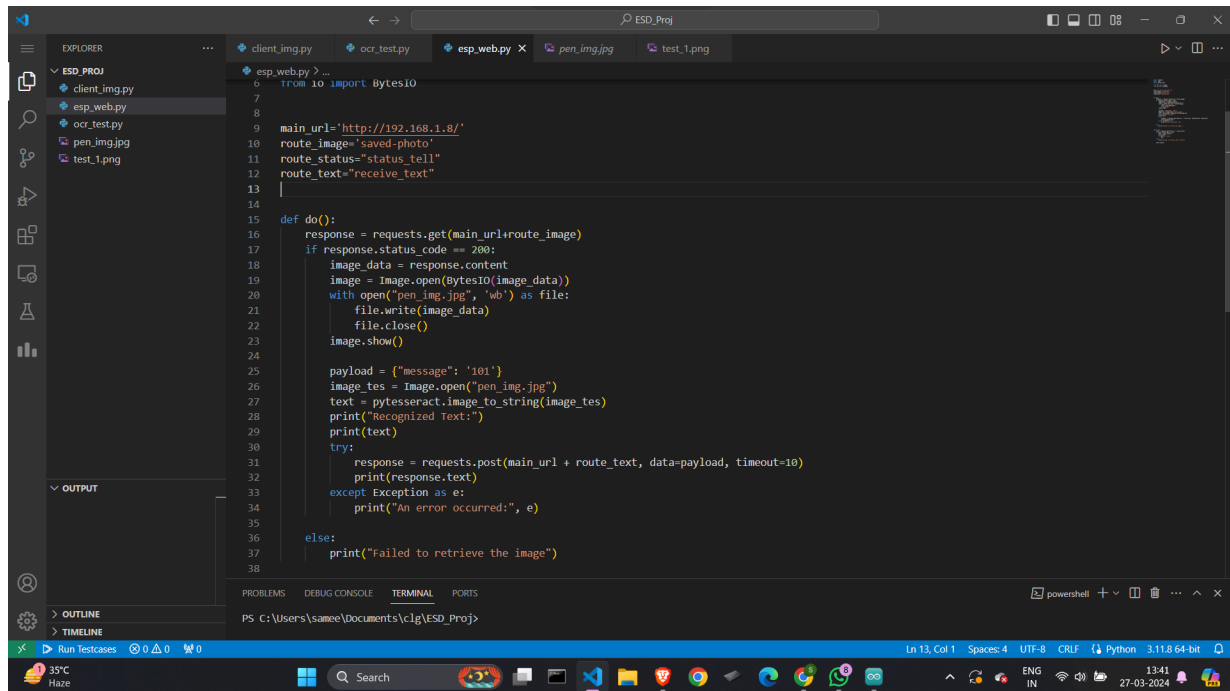 ESD_Proj
EXPLORER
ESD_PROJ
client_img.py
esp_web.py
ocr_test.py
pen_img.jpg
test_1.png
OUTPUT
OUTLINE
TIMELINE
client_img.py ocr_test.py esp_web.py pen_img.jpg test_1.png
esp_web.py > ...
6 from io import BytesIO
7
8
9 main_url='http://192.168.1.8/'
10 route_image='saved-photo'
11 route_status="status_tell"
12 route_text="receive_text"
13
14
15 def do():
16     response = requests.get(main_url+route_image)
17     if response.status_code == 200:
18         image_data = response.content
19         image = Image.open(BytesIO(image_data))
20         with open("pen_img.jpg", 'wb') as file:
21             file.write(image_data)
22             file.close()
23         image.show()
24
25         payload = {"message": '101'}
26         image_tes = Image.open("pen_img.jpg")
27         text = pytesseract.image_to_string(image_tes)
28         print("Recognized Text:")
29         print(text)
30         try:
31             response = requests.post(main_url + route_text, data=payload, timeout=10)
32             print(response.text)
33         except Exception as e:
34             print("An error occurred:", e)
35
36     else:
37         print("Failed to retrieve the image")
38
PROBLEMS DEBUG CONSOLE TERMINAL PORTS
powershell
PS C:\Users\samee\Documents\clg\ESD_Proj>
Run Testcases 0 0 0
Ln 13, Col 1 Spaces: 4 UTF-8 CRLF Python 3.11.8 64-bit
1
35°C
Haze
Search
8
ENG
IN
13:41
27-03-2024